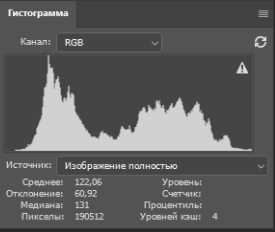 Гистограмма
Канал: RGB
Источник: Изображение полностью
Среднее: 122,06 Уровень:
Отклонение: 60,92 Счетчик:
Медиана: 131 Процентиль:
Пикселы: 190512 Уровней кэш: 4